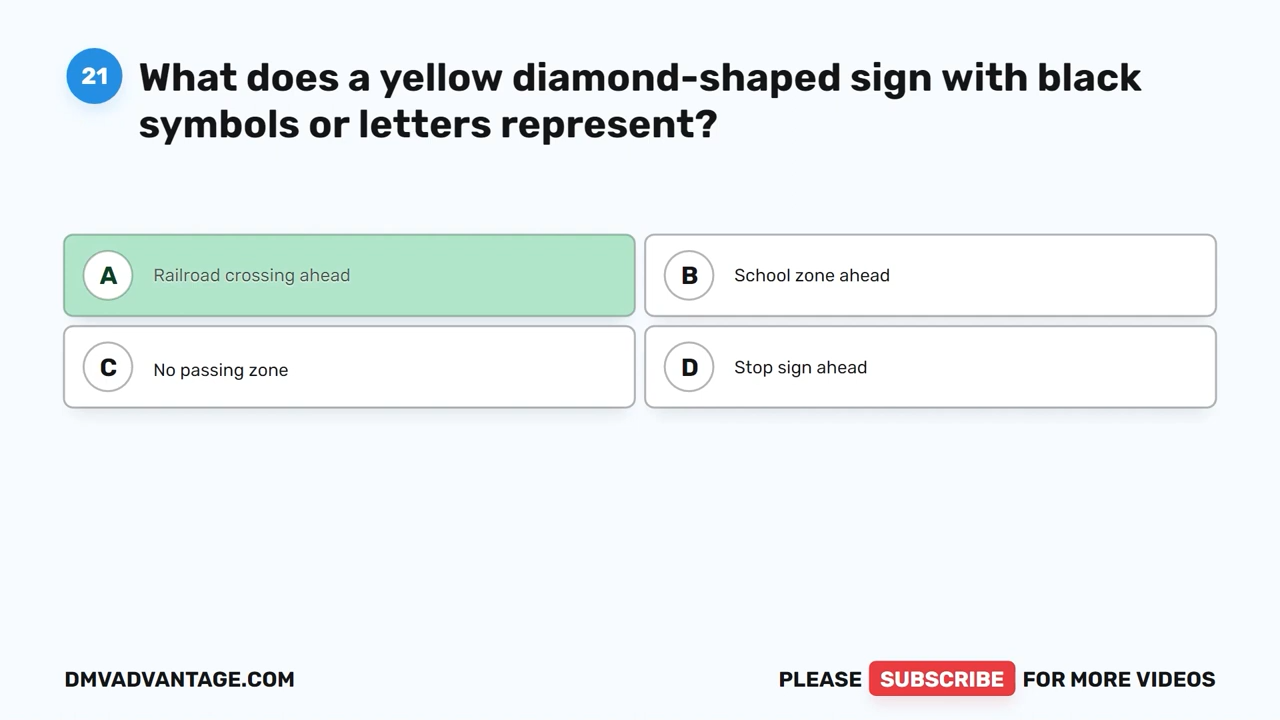 21
What does a yellow diamond-shaped sign with black
symbols or letters represent?
A Railroad crossing ahead
B School zone ahead
C No passing zone
D Stop sign ahead
DMVADVANTAGE.COM
PLEASE SUBSCRIBE FOR MORE VIDEOS